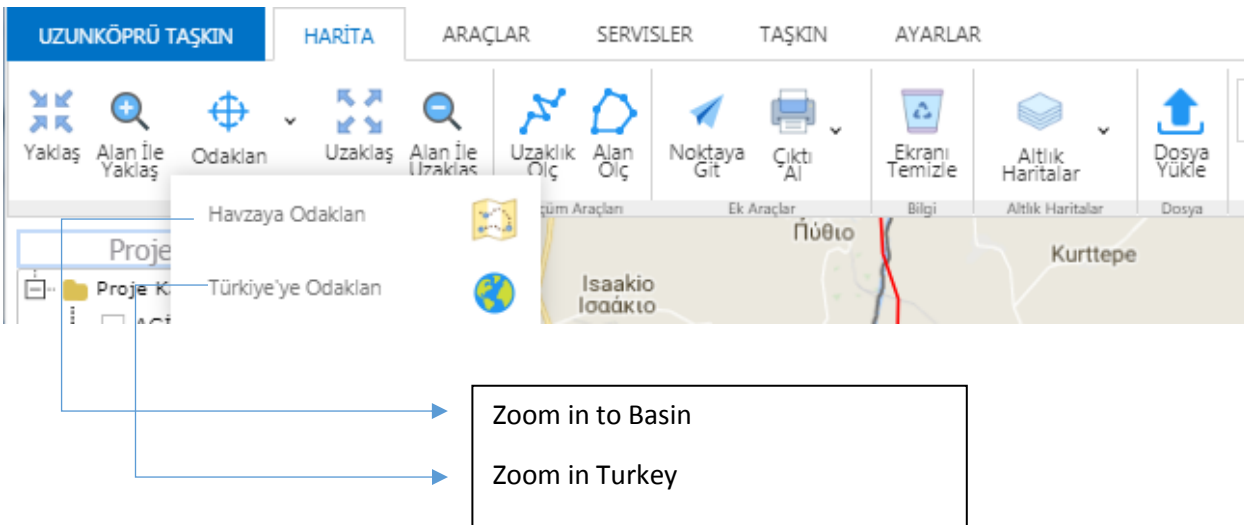 UZUNKÖPRÜ TAŞKIN HARİTA ARAÇLAR SERVISLER TAŞKIN AYARLAR
Yaklaş Alan İle Odaklan Uzaklaş Alan İle Uzaklık Alan Noktaya Çıktı Ekranı Altlık Dosya
Yaklaş Uzaklaş Ölç Ölç Git Al Temizle Haritalar Yükle
Araçları Ek Araçlar Bilgi Altlık Haritalar Dosya
Havzaya Odaklan
Πύθιο
Kurttepe
Proje
Proje
Türkiye'ye Odaklan
Isaakio
Ισαάκιο
Zoom in to Basin
Zoom in Turkey